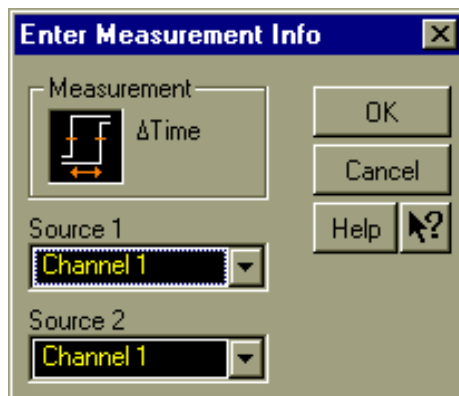 Enter Measurement Info
Measurement
ΔTime
OK
Cancel
Help
?
Source 1
Channel 1
Source 2
Channel 1